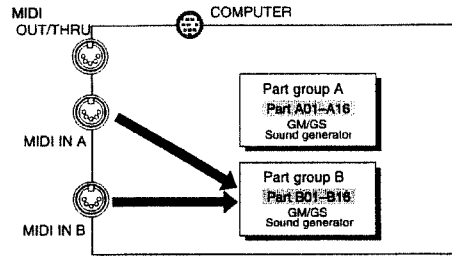 MIDI
OUT/THRU
COMPUTER
Part group A
Part A01–A16
GM/GS
Sound generator
MIDI IN A
Part group B
Part B01–B16
GM/GS
Sound generator
MIDI IN B